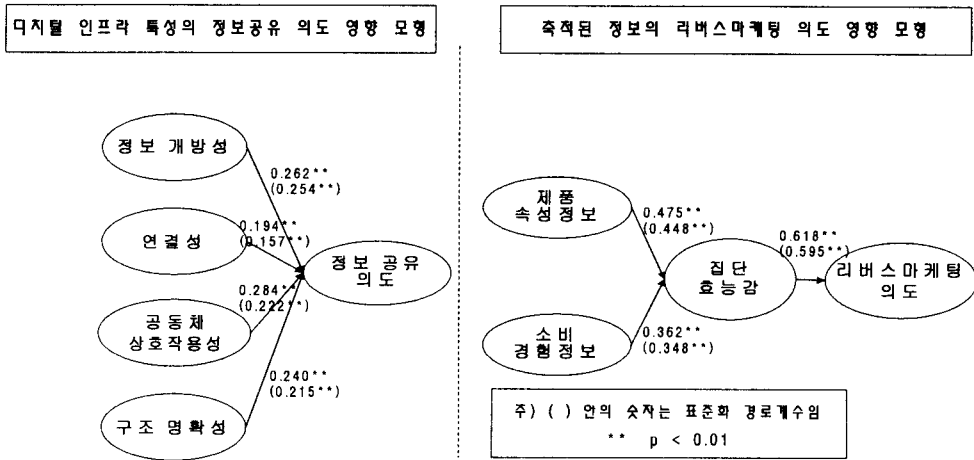 디지털 인프라 특성의 정보공유 의도 영향 모형
정보 개방성
연결성
공동체
상호작용성
구조 명확성
0.262**
(0.254**)
0.194**
(0.157**)
0.284**
(0.222**)
0.240**
(0.215**)
정보 공유
의도
축적된 정보의 리버스마케팅 의도 영향 모형
제품
속성정보
소비
경험정보
0.475**
(0.448**)
0.362**
(0.348**)
집단
효능감
0.618**
(0.595**)
리버스마케팅
의도
주) ( ) 안의 숫자는 표준화 경로계수임
** p < 0.01